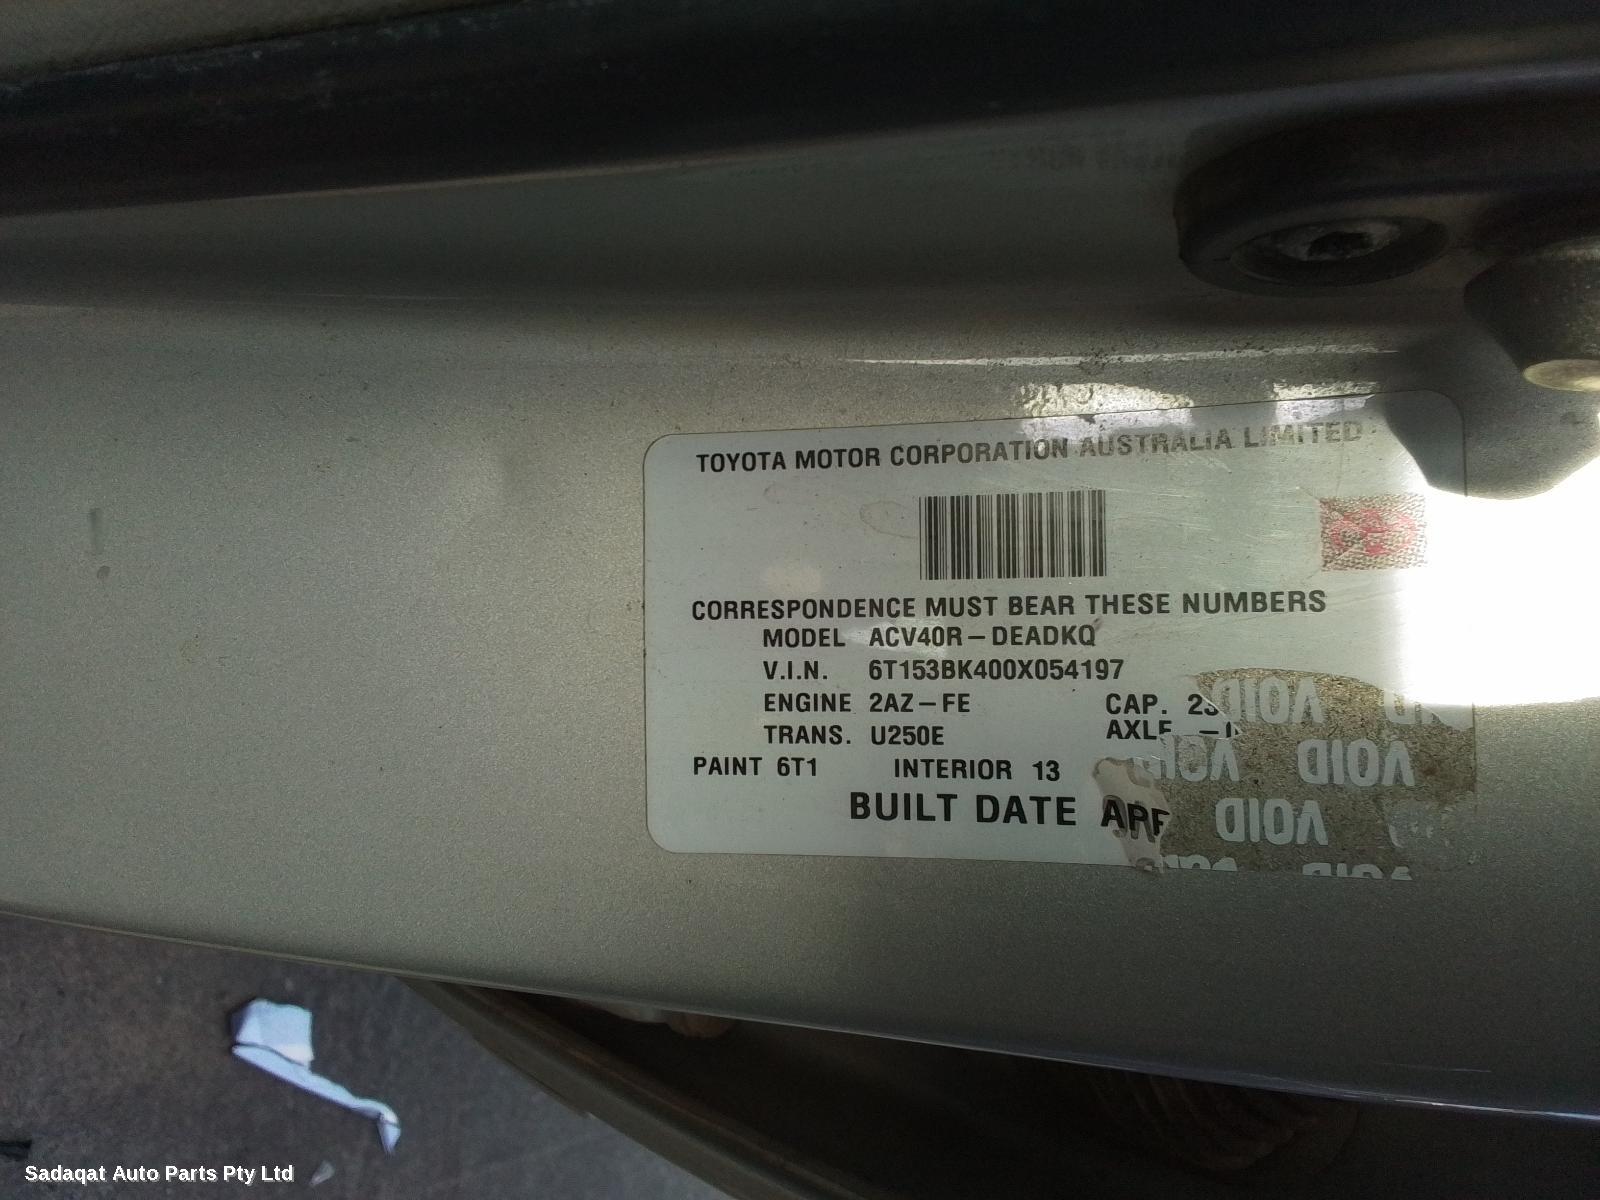 TOYOTA MOTOR CORPORATION AUSTRALIA LIMITED
CORRESPONDENCE MUST BEAR THESE NUMBERS
MODEL ACV40R-DEADKQ
V.I.N. 6T153BK400X054197
ENGINE 2AZ-FE CAP.
TRANS. U250E AXLE
PAINT 6T1 INTERIOR 13
BUILT DATE
VOID
VOID VOID
VOID
Sadaqat Auto Parts Pty Ltd